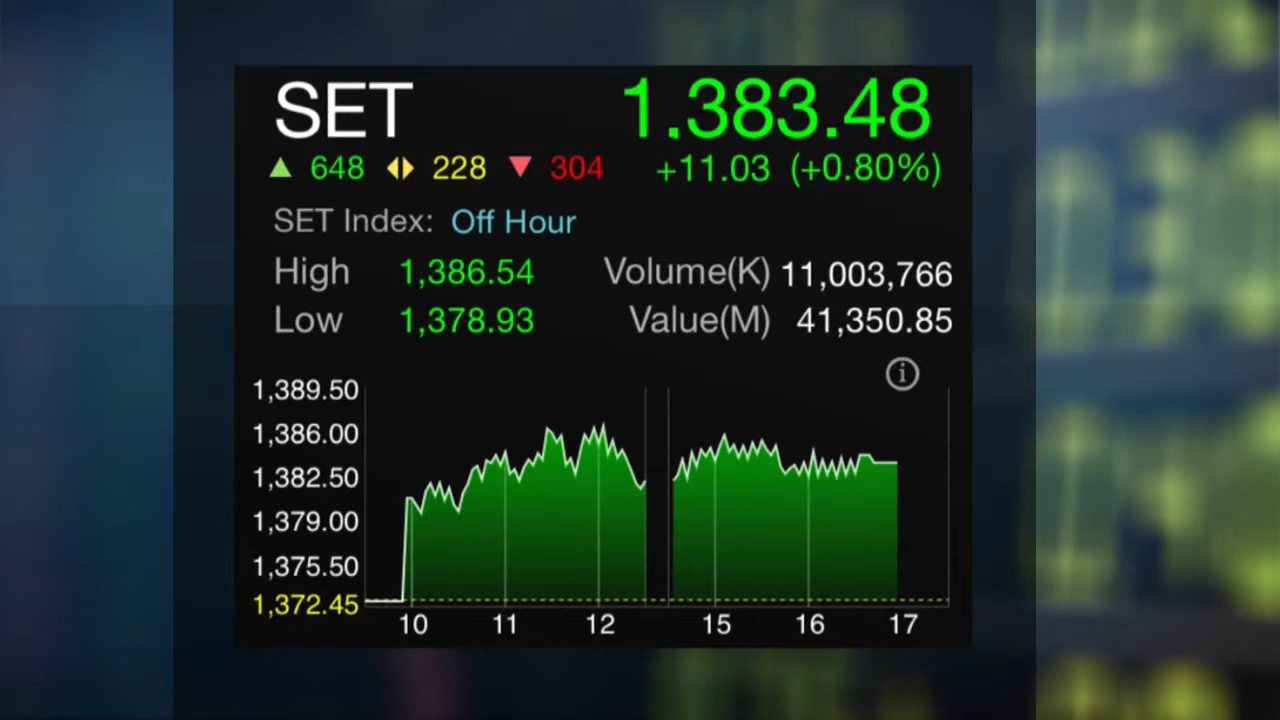 SET 1,383.48
▲ 648 ◀▶ 228 ▼ 304 +11.03 (+0.80%)
SET Index: Off Hour
High 1,386.54 Volume(K) 11,003,766
Low 1,378.93 Value(M) 41,350.85
i
1,389.50
1,386.00
1,382.50
1,379.00
1,375.50
1,372.45
10 11 12 15 16 17